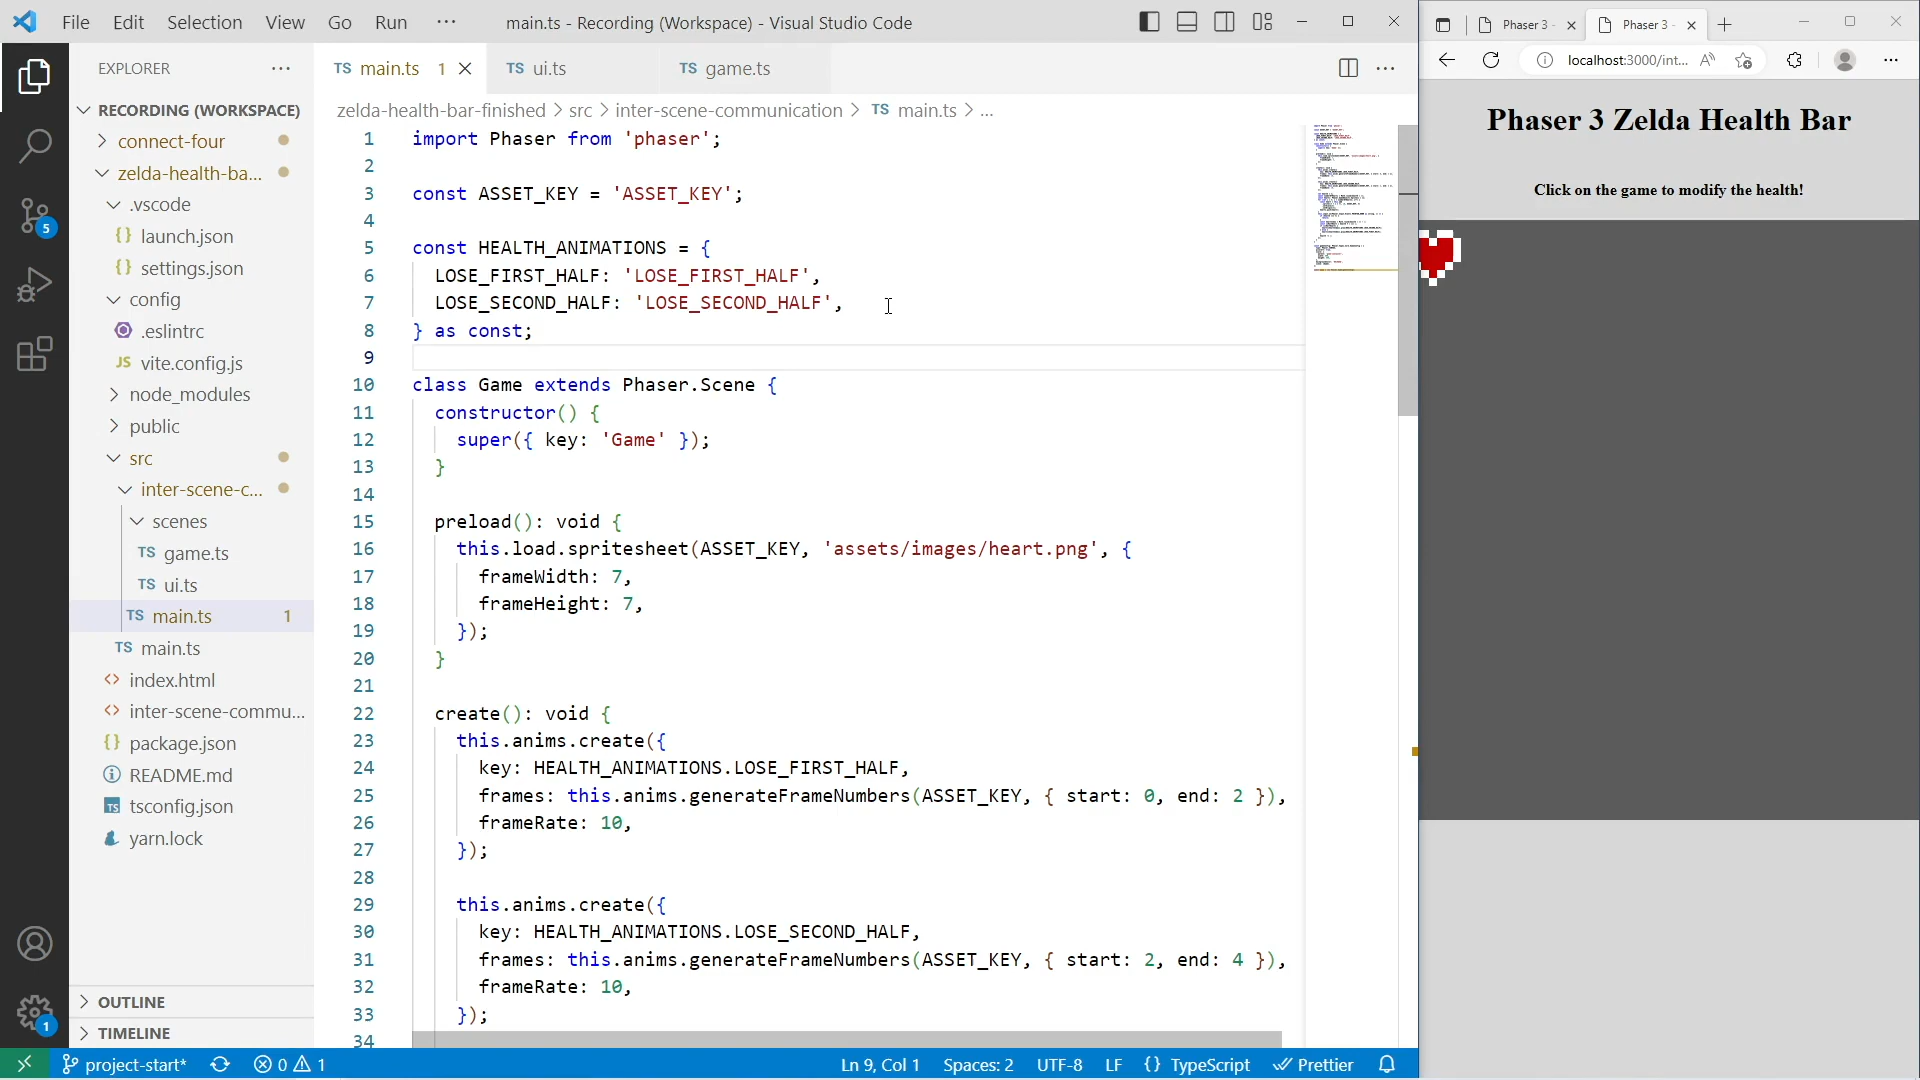 File Edit Selection View Go Run ··· main.ts - Recording (Workspace) - Visual Studio Code
EXPLORER ···
RECORDING (WORKSPACE)
connect-four
zelda-health-ba...
.vscode
{} launch.json
{} settings.json
config
.eslintrc
JS vite.config.js
node_modules
public
src
inter-scene-c...
scenes
TS game.ts
TS ui.ts
TS main.ts 1
TS main.ts
index.html
inter-scene-commu...
{} package.json
README.md
TS tsconfig.json
yarn.lock
OUTLINE
TIMELINE
5
1
TS main.ts 1 TS ui.ts TS game.ts ···
zelda-health-bar-finished > src > inter-scene-communication > TS main.ts > ...
1 import Phaser from 'phaser';
2
3 const ASSET_KEY = 'ASSET_KEY';
4
5 const HEALTH_ANIMATIONS = {
6 LOSE_FIRST_HALF: 'LOSE_FIRST_HALF',
7 LOSE_SECOND_HALF: 'LOSE_SECOND_HALF',
8 } as const;
9
10 class Game extends Phaser.Scene {
11 constructor() {
12 super({ key: 'Game' });
13 }
14
15 preload(): void {
16 this.load.spritesheet(ASSET_KEY, 'assets/images/heart.png', {
17 frameWidth: 7,
18 frameHeight: 7,
19 });
20 }
21
22 create(): void {
23 this.anims.create({
24 key: HEALTH_ANIMATIONS.LOSE_FIRST_HALF,
25 frames: this.anims.generateFrameNumbers(ASSET_KEY, { start: 0, end: 2 }),
26 frameRate: 10,
27 });
28
29 this.anims.create({
30 key: HEALTH_ANIMATIONS.LOSE_SECOND_HALF,
31 frames: this.anims.generateFrameNumbers(ASSET_KEY, { start: 2, end: 4 }),
32 frameRate: 10,
33 });
34
project-start* 0 1 Ln 9, Col 1 Spaces: 2 UTF-8 LF {} TypeScript Prettier
Phaser 3 - Phaser 3 -
localhost:3000/int... ···
Phaser 3 Zelda Health Bar
Click on the game to modify the health!